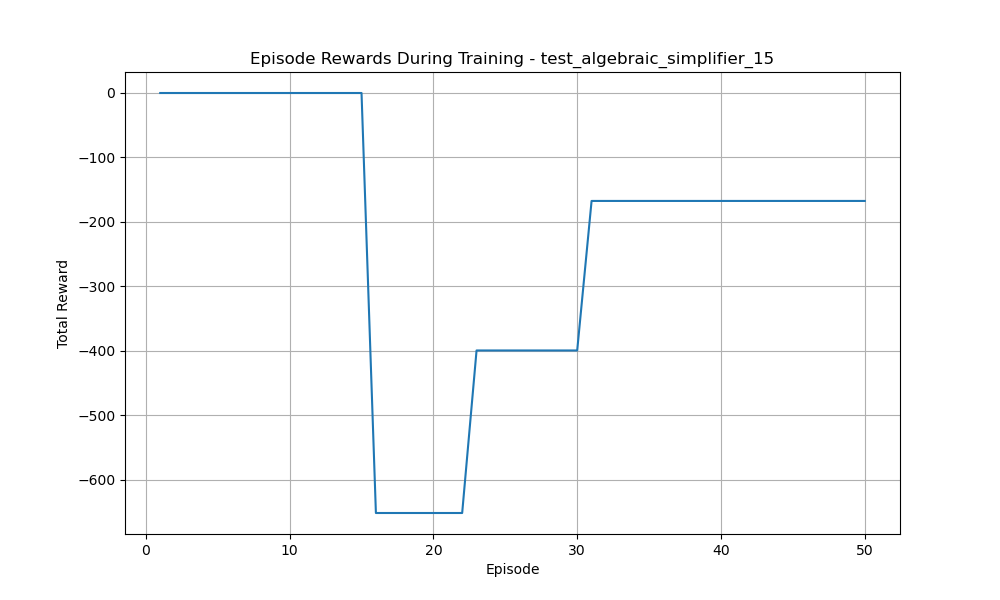 Episode Rewards During Training - test_algebraic_simplifier_15
0
−100
−200
−300
−400
−500
−600
Total Reward
0 10 20 30 40 50
Episode